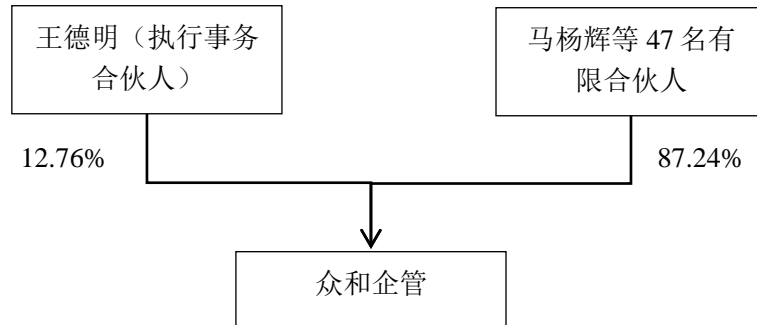 王德明（执行事务
合伙人）
马杨辉等 47 名有
限合伙人
12.76%
87.24%
众和企管